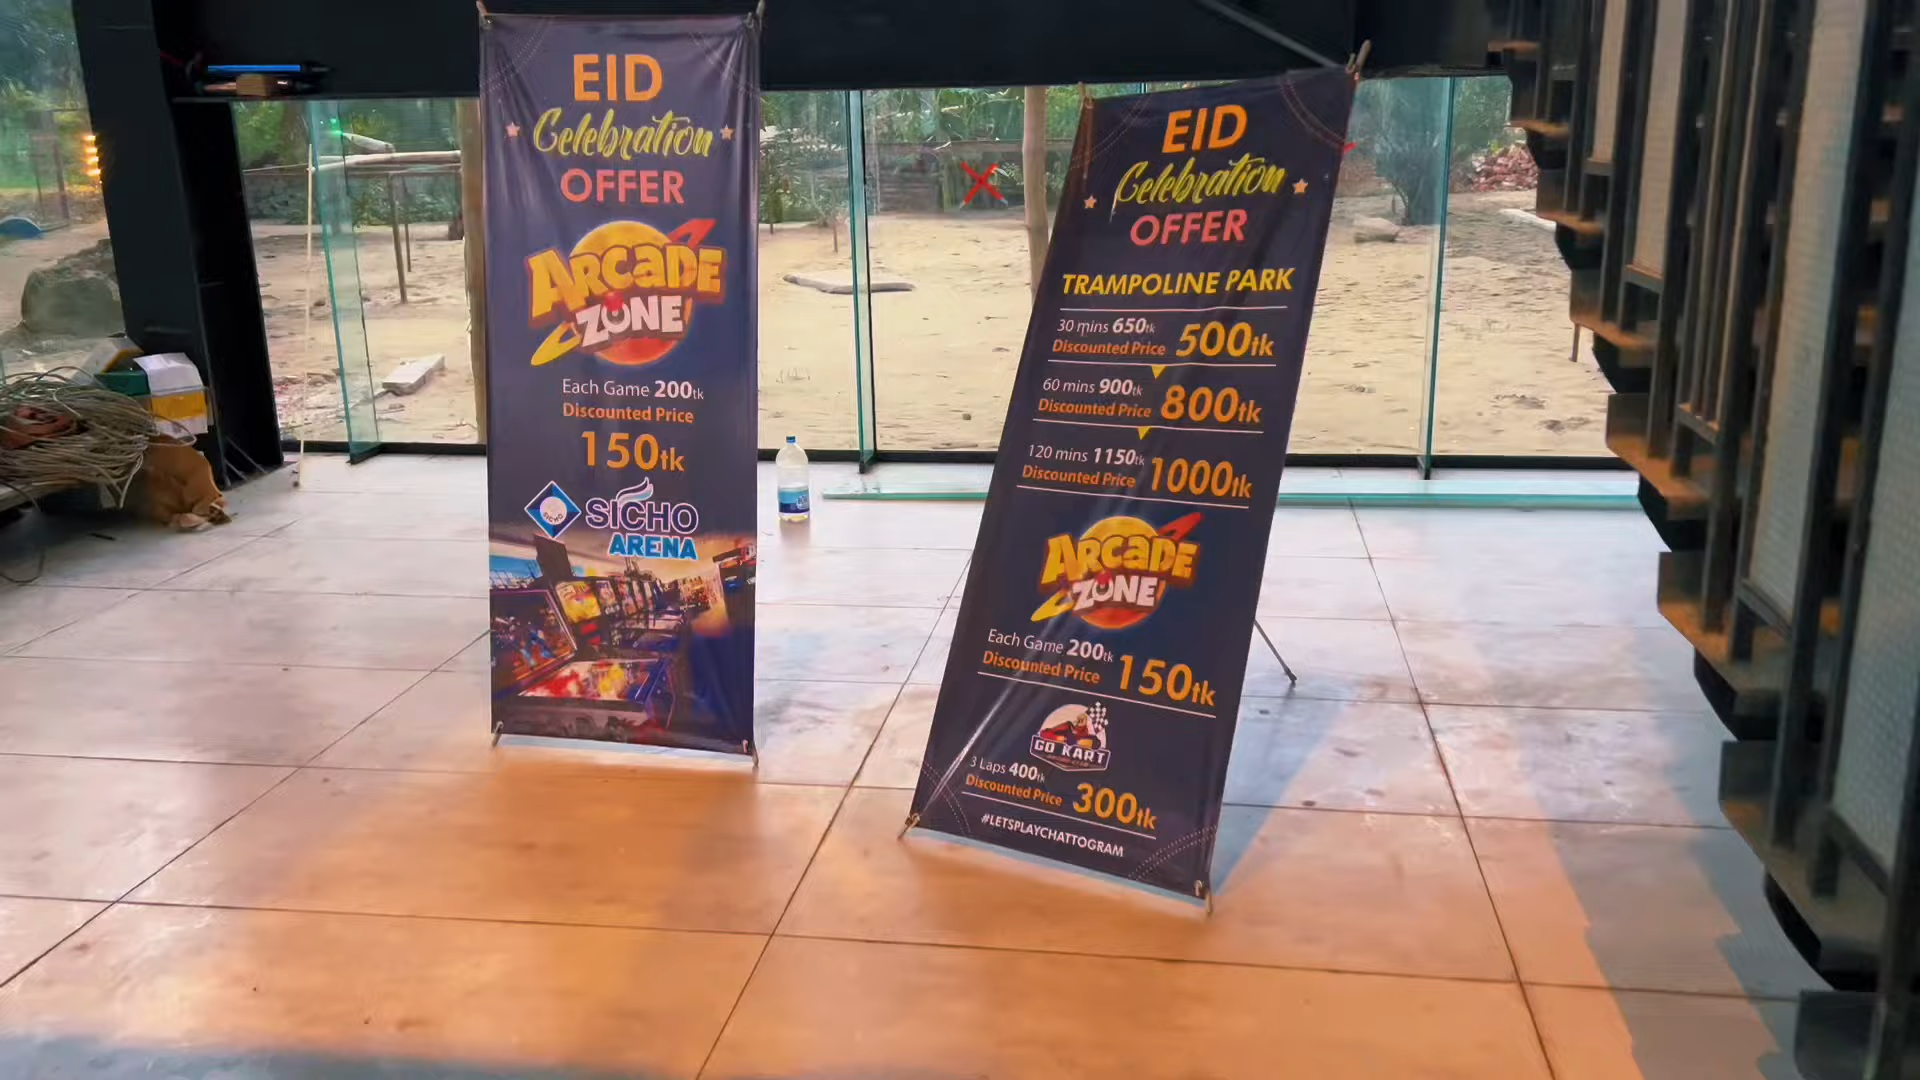 EID
Celebration
OFFER
ARCADE
ZONE
Each Game 200tk
Discounted Price
150tk
SICHO
SICHO
ARENA
EID
Celebration
OFFER
TRAMPOLINE PARK
30 mins 650tk
Discounted Price 500tk
60 mins 900tk
Discounted Price 800tk
120 mins 1150tk
Discounted Price 1000tk
ARCADE
ZONE
Each Game 200tk
Discounted Price 150tk
GO KART
3 Laps 400tk
Discounted Price 300tk
#LETSPLAYCHATTOGRAM